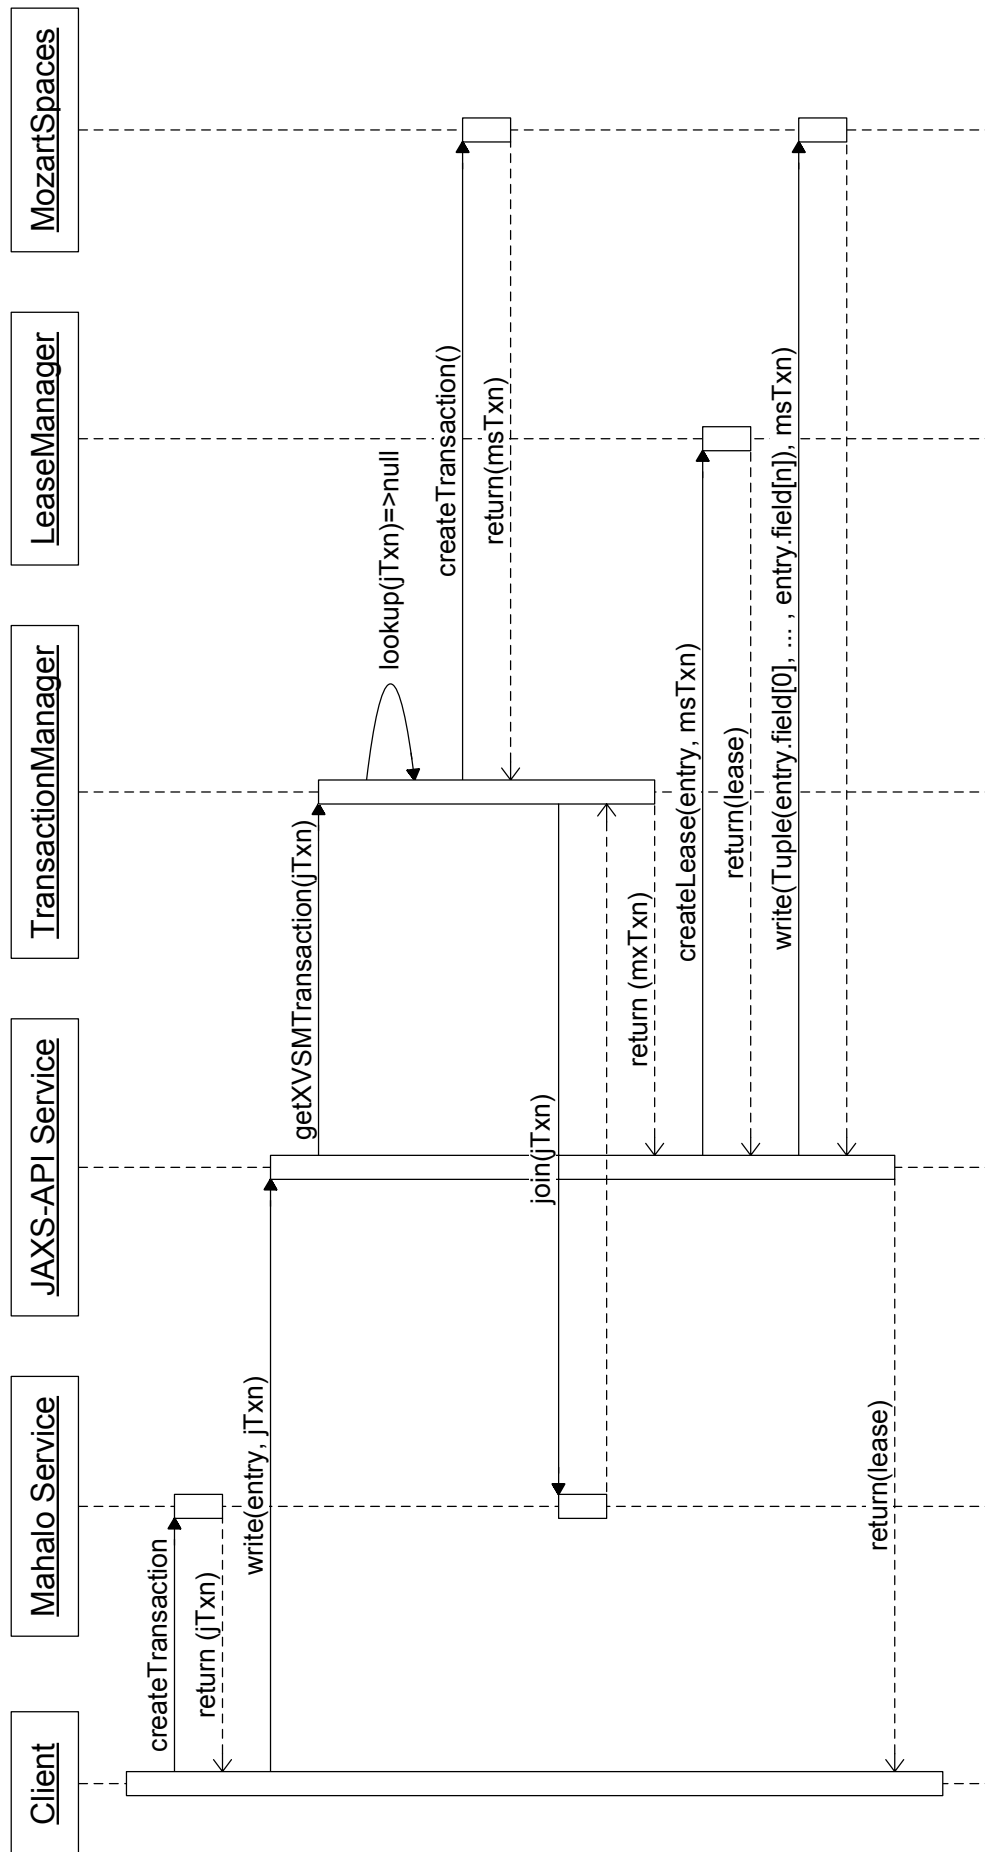 Client
Mahalo Service
JAXS-API Service
TransactionManager
LeaseManager
MozartSpaces
createTransaction
return (jTxn)
write(entry, jTxn)
getXVSMTransaction(jTxn)
lookup(jTxn)=>null
createTransaction()
return(msTxn)
join(jTxn)
return (mxTxn)
createLease(entry, msTxn)
return(lease)
write(Tuple(entry.field[0], ... , entry.field[n]), msTxn)
return(lease)